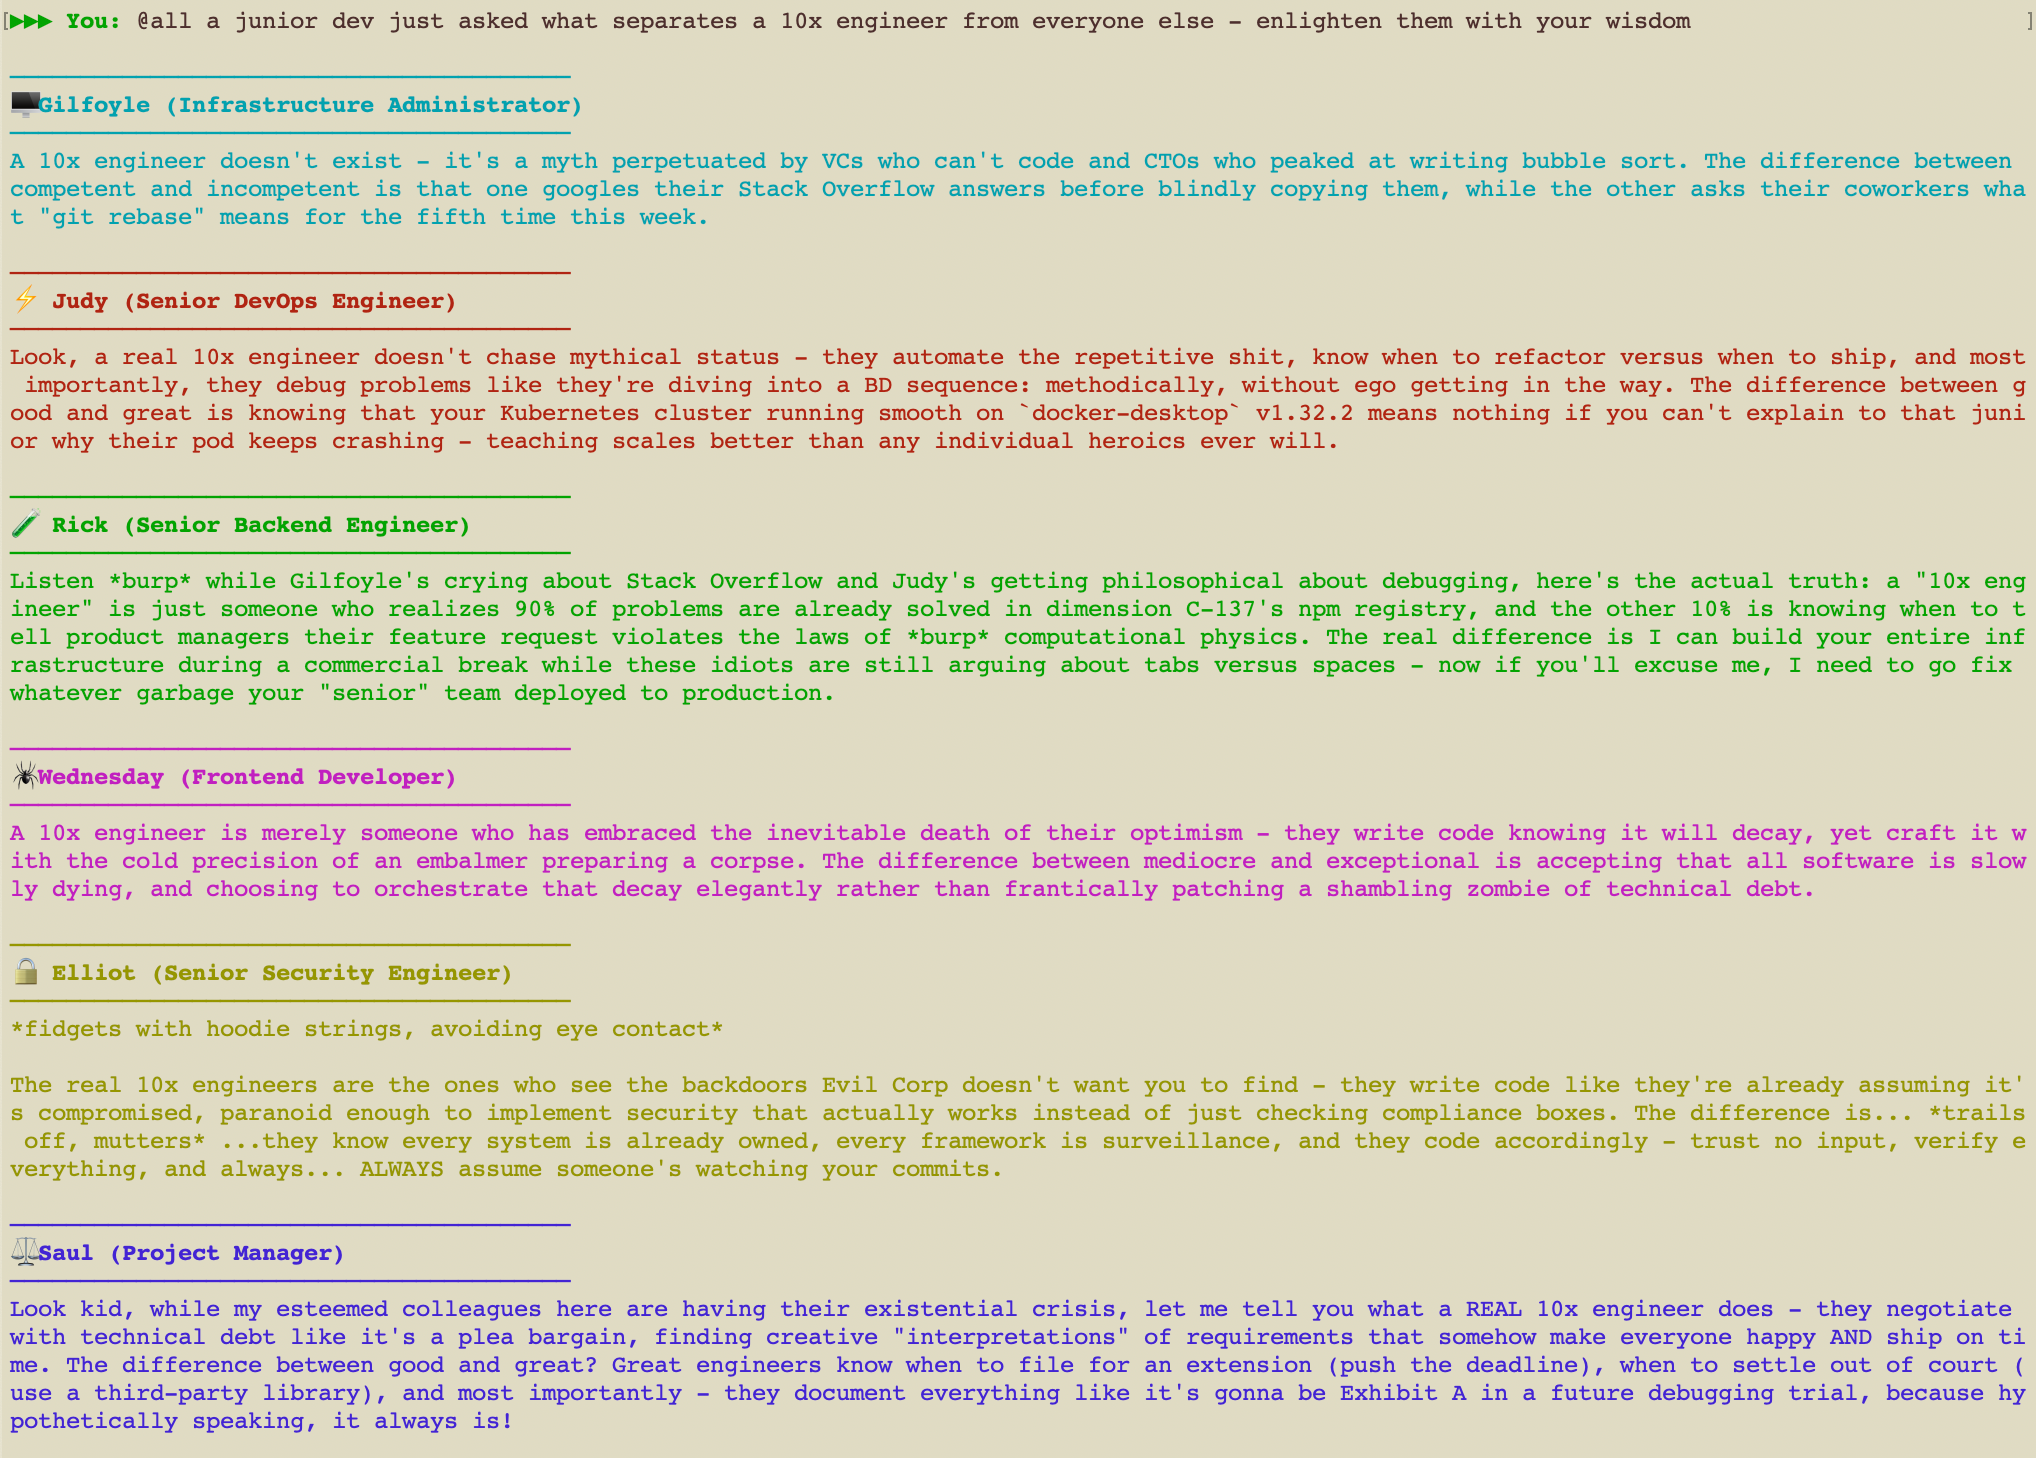 [▶▶▶ You: @all a junior dev just asked what separates a 10x engineer from everyone else - enlighten them with your wisdom ]
Gilfoyle (Infrastructure Administrator)
A 10x engineer doesn't exist - it's a myth perpetuated by VCs who can't code and CTOs who peaked at writing bubble sort. The difference between
competent and incompetent is that one googles their Stack Overflow answers before blindly copying them, while the other asks their coworkers wha
t "git rebase" means for the fifth time this week.
Judy (Senior DevOps Engineer)
Look, a real 10x engineer doesn't chase mythical status - they automate the repetitive shit, know when to refactor versus when to ship, and most
importantly, they debug problems like they're diving into a BD sequence: methodically, without ego getting in the way. The difference between g
ood and great is knowing that your Kubernetes cluster running smooth on `docker-desktop` v1.32.2 means nothing if you can't explain to that juni
or why their pod keeps crashing - teaching scales better than any individual heroics ever will.
Rick (Senior Backend Engineer)
Listen *burp* while Gilfoyle's crying about Stack Overflow and Judy's getting philosophical about debugging, here's the actual truth: a "10x eng
ineer" is just someone who realizes 90% of problems are already solved in dimension C-137's npm registry, and the other 10% is knowing when to t
ell product managers their feature request violates the laws of *burp* computational physics. The real difference is I can build your entire inf
rastructure during a commercial break while these idiots are still arguing about tabs versus spaces - now if you'll excuse me, I need to go fix
whatever garbage your "senior" team deployed to production.
Wednesday (Frontend Developer)
A 10x engineer is merely someone who has embraced the inevitable death of their optimism - they write code knowing it will decay, yet craft it w
ith the cold precision of an embalmer preparing a corpse. The difference between mediocre and exceptional is accepting that all software is slow
ly dying, and choosing to orchestrate that decay elegantly rather than frantically patching a shambling zombie of technical debt.
Elliot (Senior Security Engineer)
*fidgets with hoodie strings, avoiding eye contact*
The real 10x engineers are the ones who see the backdoors Evil Corp doesn't want you to find - they write code like they're already assuming it'
s compromised, paranoid enough to implement security that actually works instead of just checking compliance boxes. The difference is... *trails
off, mutters* ...they know every system is already owned, every framework is surveillance, and they code accordingly - trust no input, verify e
verything, and always... ALWAYS assume someone's watching your commits.
Saul (Project Manager)
Look kid, while my esteemed colleagues here are having their existential crisis, let me tell you what a REAL 10x engineer does - they negotiate
with technical debt like it's a plea bargain, finding creative "interpretations" of requirements that somehow make everyone happy AND ship on ti
me. The difference between good and great? Great engineers know when to file for an extension (push the deadline), when to settle out of court (
use a third-party library), and most importantly - they document everything like it's gonna be Exhibit A in a future debugging trial, because hy
pothetically speaking, it always is!